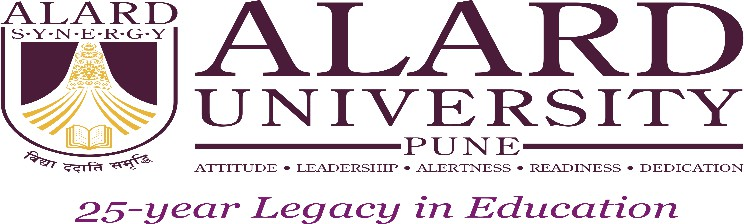 ALARD
S·Y·N·E·R·G·Y
विद्या ददाति समृद्धि
ALARD
UNIVERSITY
PUNE
ATTITUDE • LEADERSHIP • ALERTNESS • READINESS • DEDICATION
25-year Legacy in Education